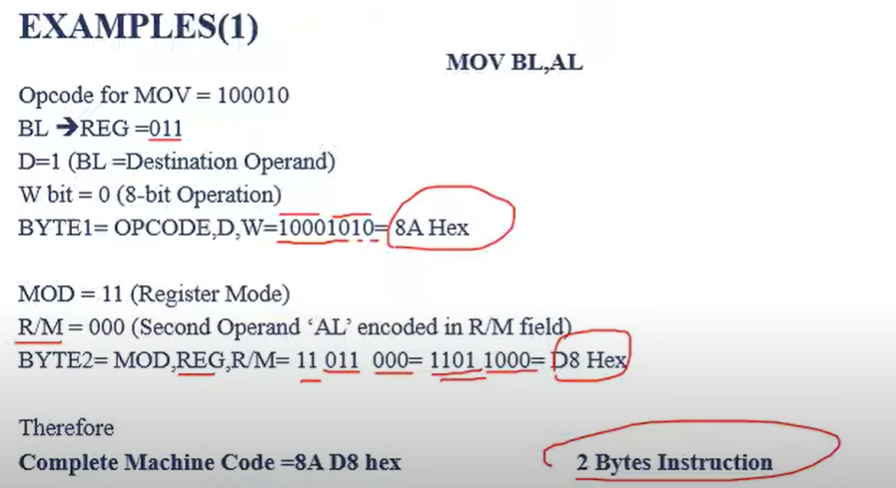 EXAMPLES(1)
MOV BL,AL
Opcode for MOV = 100010
BL ➔REG =011
D=1 (BL =Destination Operand)
W bit = 0 (8-bit Operation)
BYTE1= OPCODE,D,W=10001010= 8A Hex
MOD = 11 (Register Mode)
R/M = 000 (Second Operand ‘AL’ encoded in R/M field)
BYTE2= MOD,REG,R/M= 11 011 000= 1101 1000= D8 Hex
Therefore
Complete Machine Code =8A D8 hex
2 Bytes Instruction